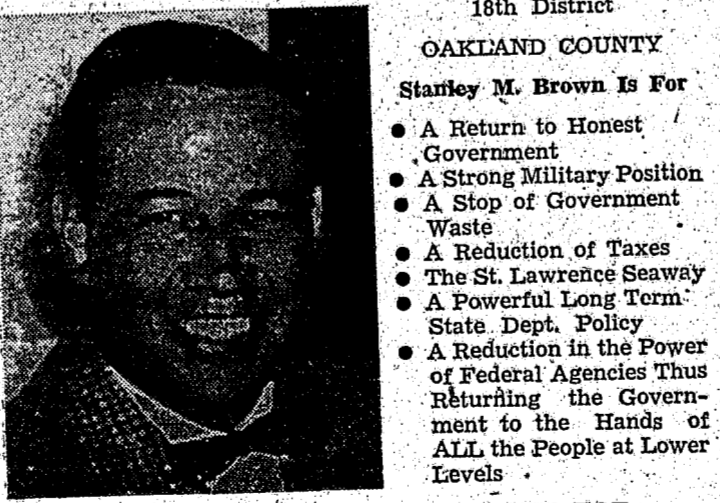 18th District
OAKLAND COUNTY
Stanley M. Brown Is For
● A Return to Honest
Government
● A Strong Military Position
● A Stop of Government
Waste
● A Reduction of Taxes
● The St. Lawrence Seaway
● A Powerful Long Term
State Dept. Policy
● A Reduction in the Power
of Federal Agencies Thus
Returning the Govern-
ment to the Hands of
ALL the People at Lower
Levels